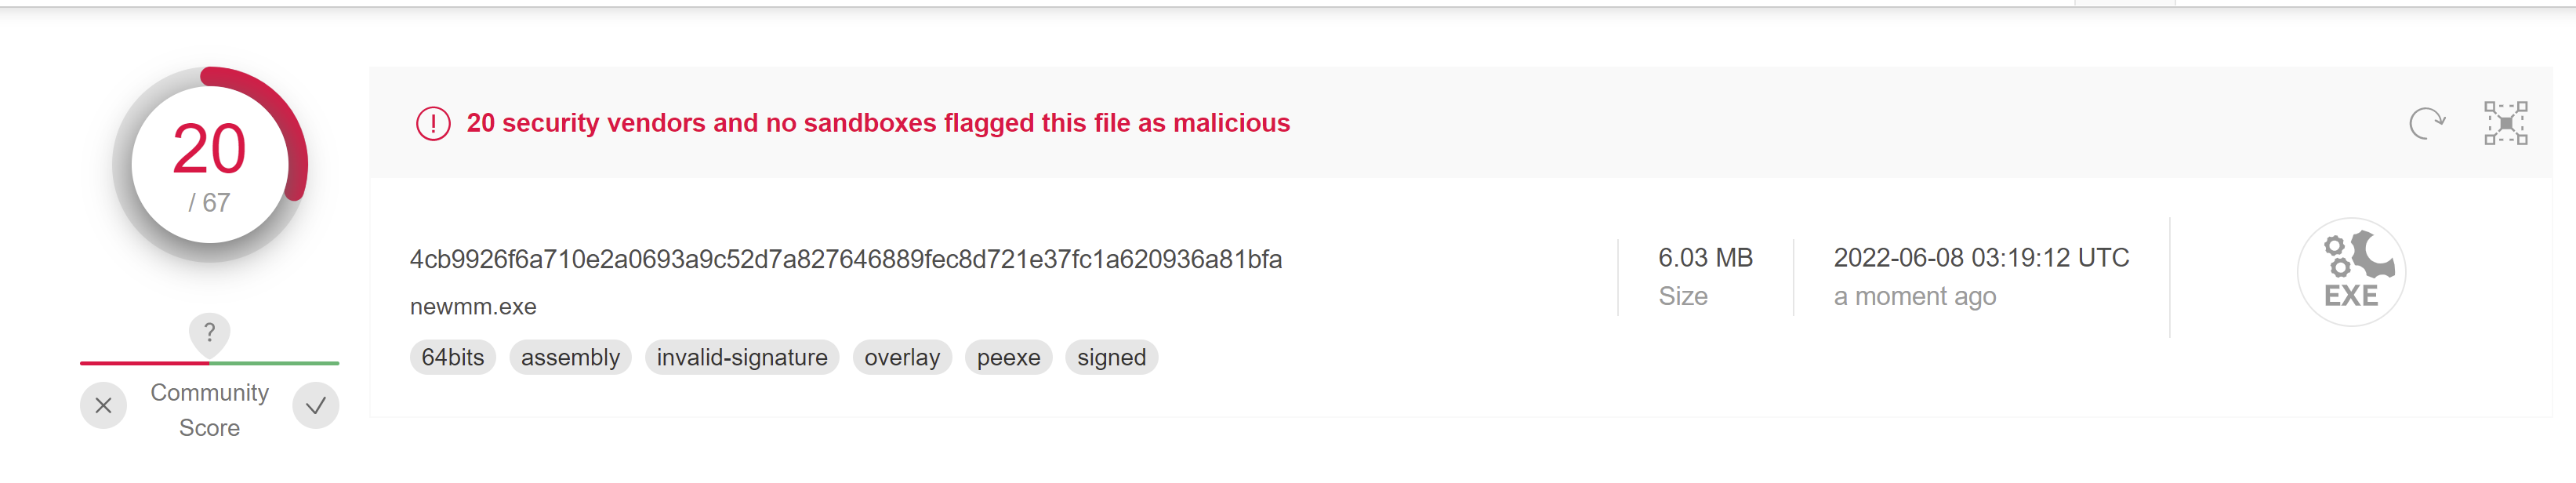 20
/ 67
?
Community
Score
20 security vendors and no sandboxes flagged this file as malicious
4cb9926f6a710e2a0693a9c52d7a827646889fec8d721e37fc1a620936a81bfa
newmm.exe
64bits assembly invalid-signature overlay peexe signed
6.03 MB
Size
2022-06-08 03:19:12 UTC
a moment ago
EXE